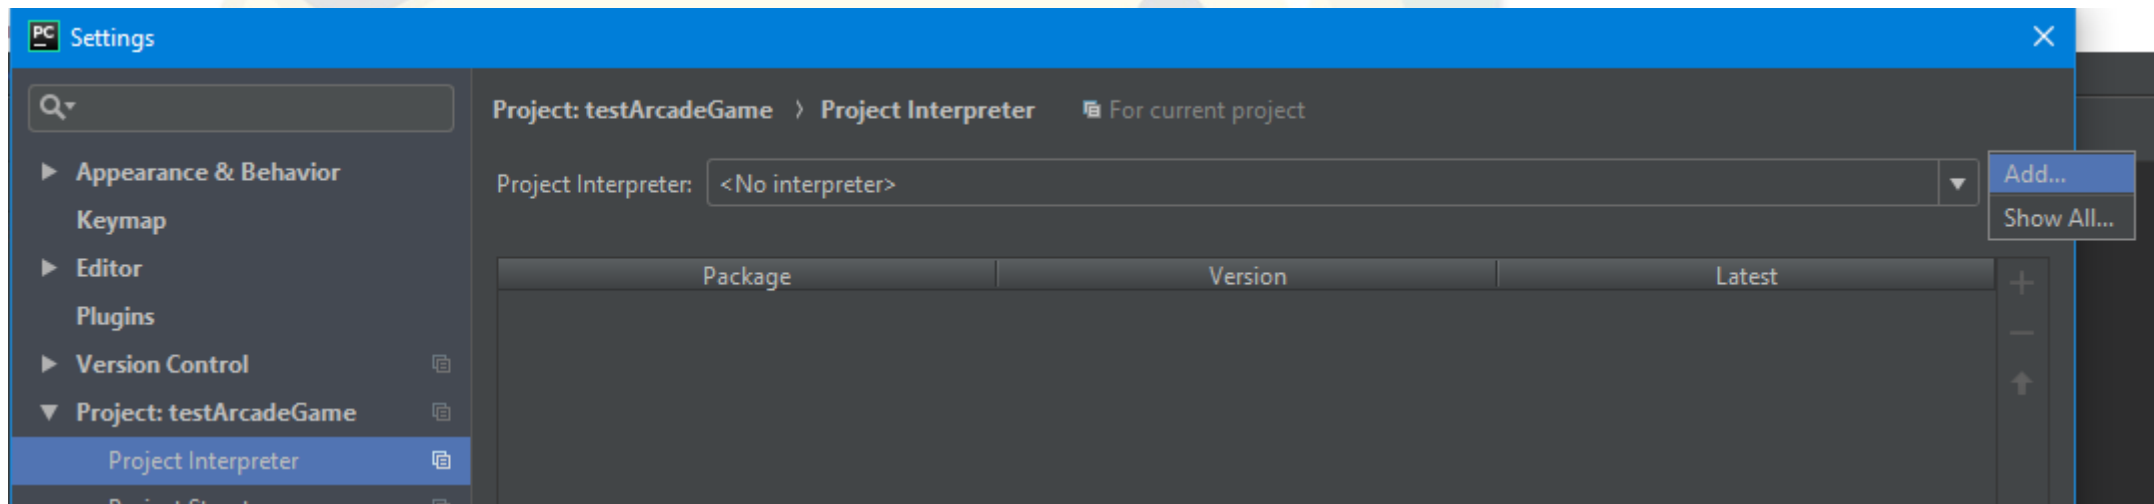 PC Settings
Project: testArcadeGame › Project Interpreter For current project
Appearance & Behavior
Keymap
Editor
Plugins
Version Control
Project: testArcadeGame
Project Interpreter
Project Interpreter: <No interpreter>
Add...
Show All...
Package Version Latest